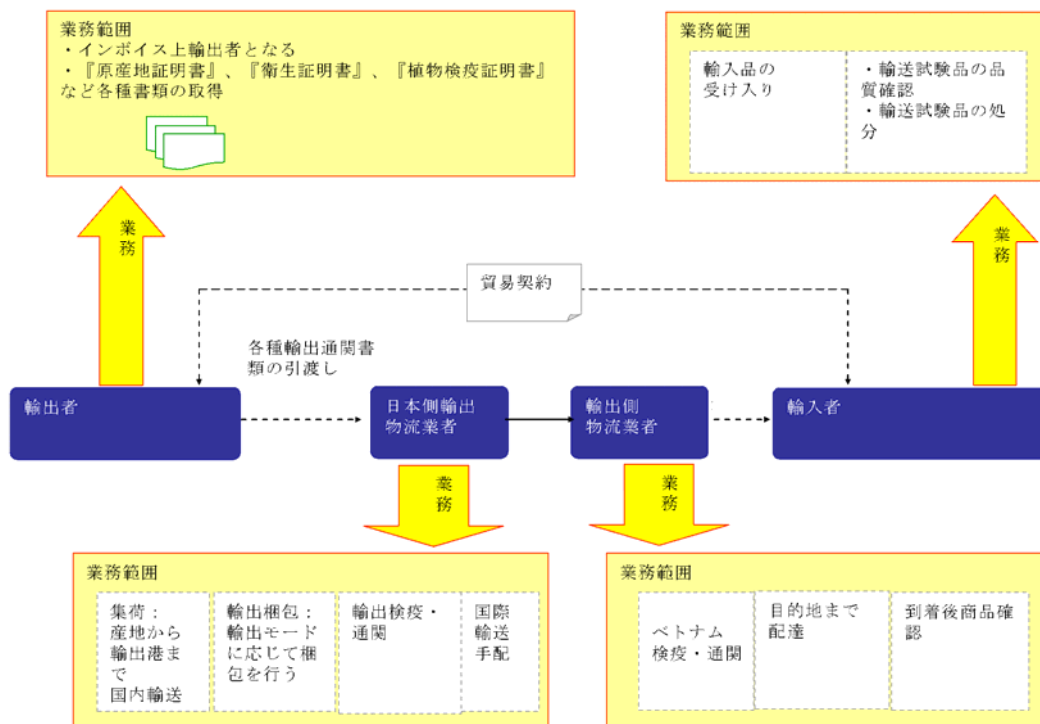 業務範囲
・インボイス上輸出者となる
・『原産地証明書』、『衛生証明書』、『植物検疫証明書』
など各種書類の取得
業務範囲
輸入品の
受け入り
・輸送試験品の品
質確認
・輸送試験品の処
分
業務
業務
貿易契約
各種輸出通関書
類の引渡し
輸出者
日本側輸出
物流業者
輸出側
物流業者
輸入者
業務
業務
業務範囲
集荷：
産地から
輸出港まで
国内輸送
輸出梱包：
輸出モード
に応じて梱
包を行う
輸出検疫・
通関
国際
輸送
手配
業務範囲
ベトナム
検疫・通関
目的地まで
配達
到着後商品確
認